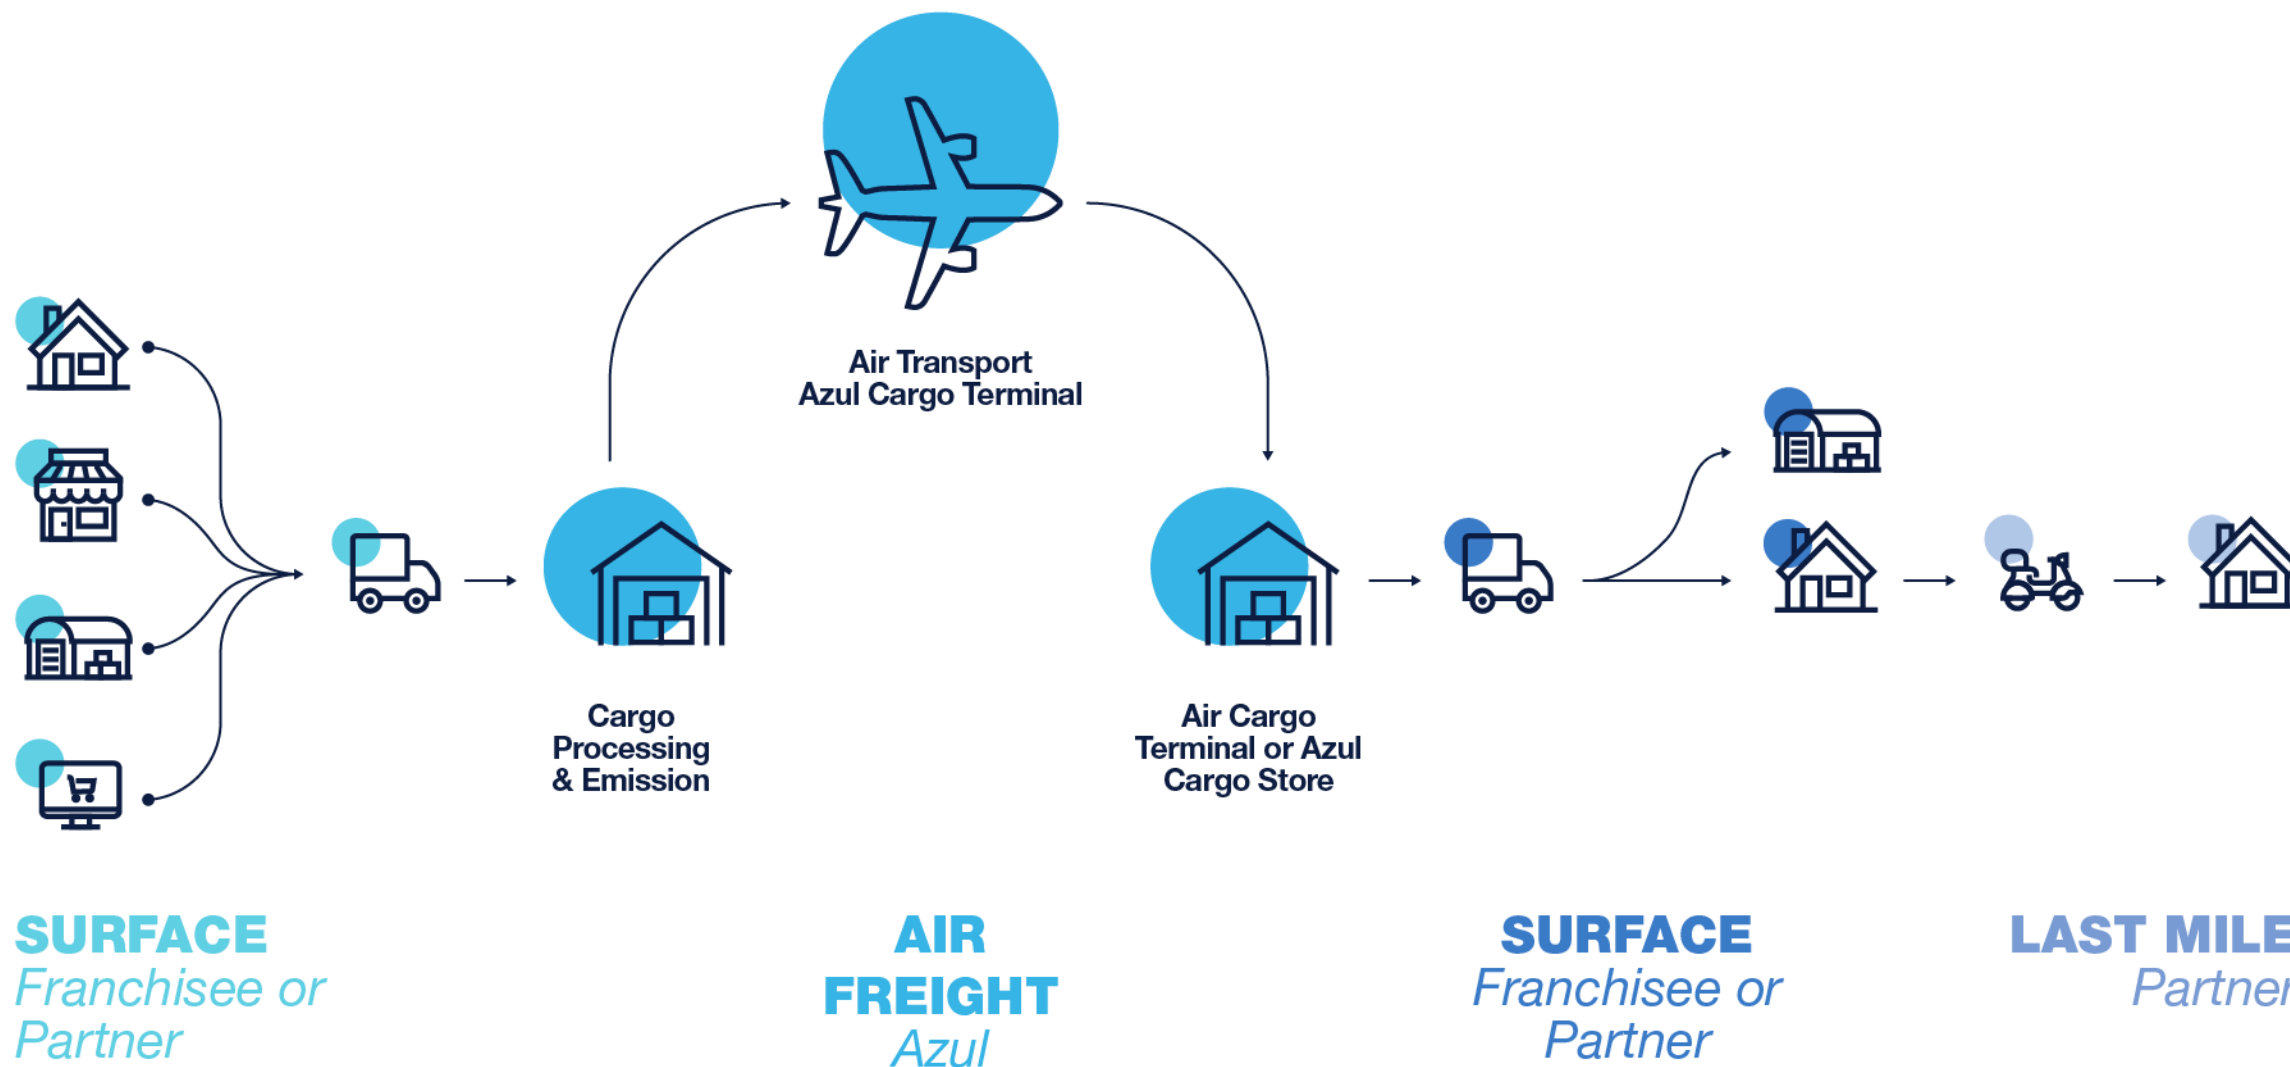 Air Transport
Azul Cargo Terminal
Cargo
Processing
& Emission
Air Cargo
Terminal or Azul
Cargo Store
SURFACE
Franchisee or
Partner
AIR
FREIGHT
Azul
SURFACE
Franchisee or
Partner
LAST MILE
Partner